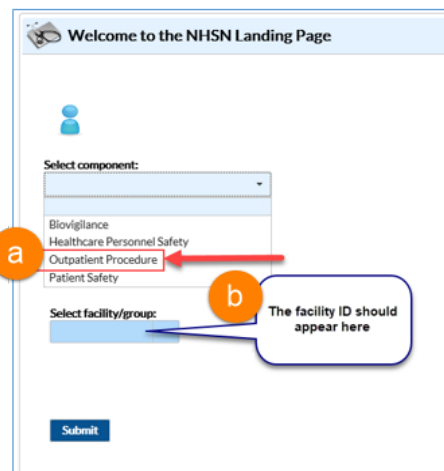 Welcome to the NHSN Landing Page
Select component:
Biovigilance
Healthcare Personnel Safety
a
Outpatient Procedure
Patient Safety
b
Select facility/group:
The facility ID should
appear here
Submit